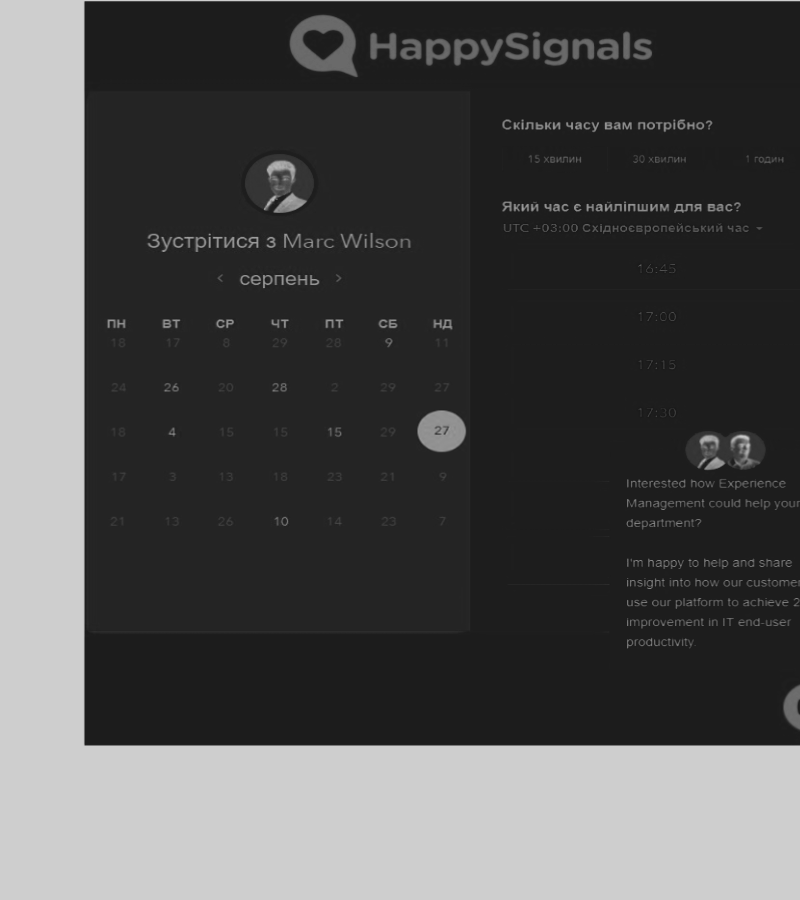 HappySignals
Зустрітися з Marc Wilson
серпень
ПН ВТ СР ЧТ ПТ СБ НД
18 17 8 29 28 9 11
24 26 20 28 2 29 27
18 4 15 15 15 29 27
17 3 13 18 23 21 9
21 13 26 10 14 23 7
Скільки часу вам потрібно?
15 хвилин 30 хвилин 1 годин
Який час є найліпшим для вас?
UTC +03:00 Східноєвропейський час
16:45
17:00
17:15
17:30
Interested how Experience
Management could help your
department?
I'm happy to help and share
insight into how our custome
use our platform to achieve 2
improvement in IT end-user
productivity.